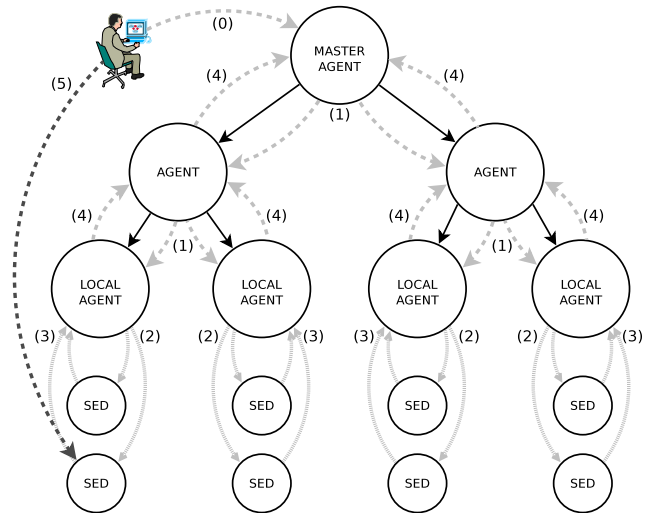 (0)
MASTER
AGENT
(5)
(4)
(4)
(1)
AGENT
AGENT
(4)
(1)
(4)
(4)
(1)
(4)
LOCAL
AGENT
LOCAL
AGENT
LOCAL
AGENT
LOCAL
AGENT
(3)
(2)
(2)
(3)
(3)
(2)
(2)
(3)
SED
SED
SED
SED
SED
SED
SED
SED